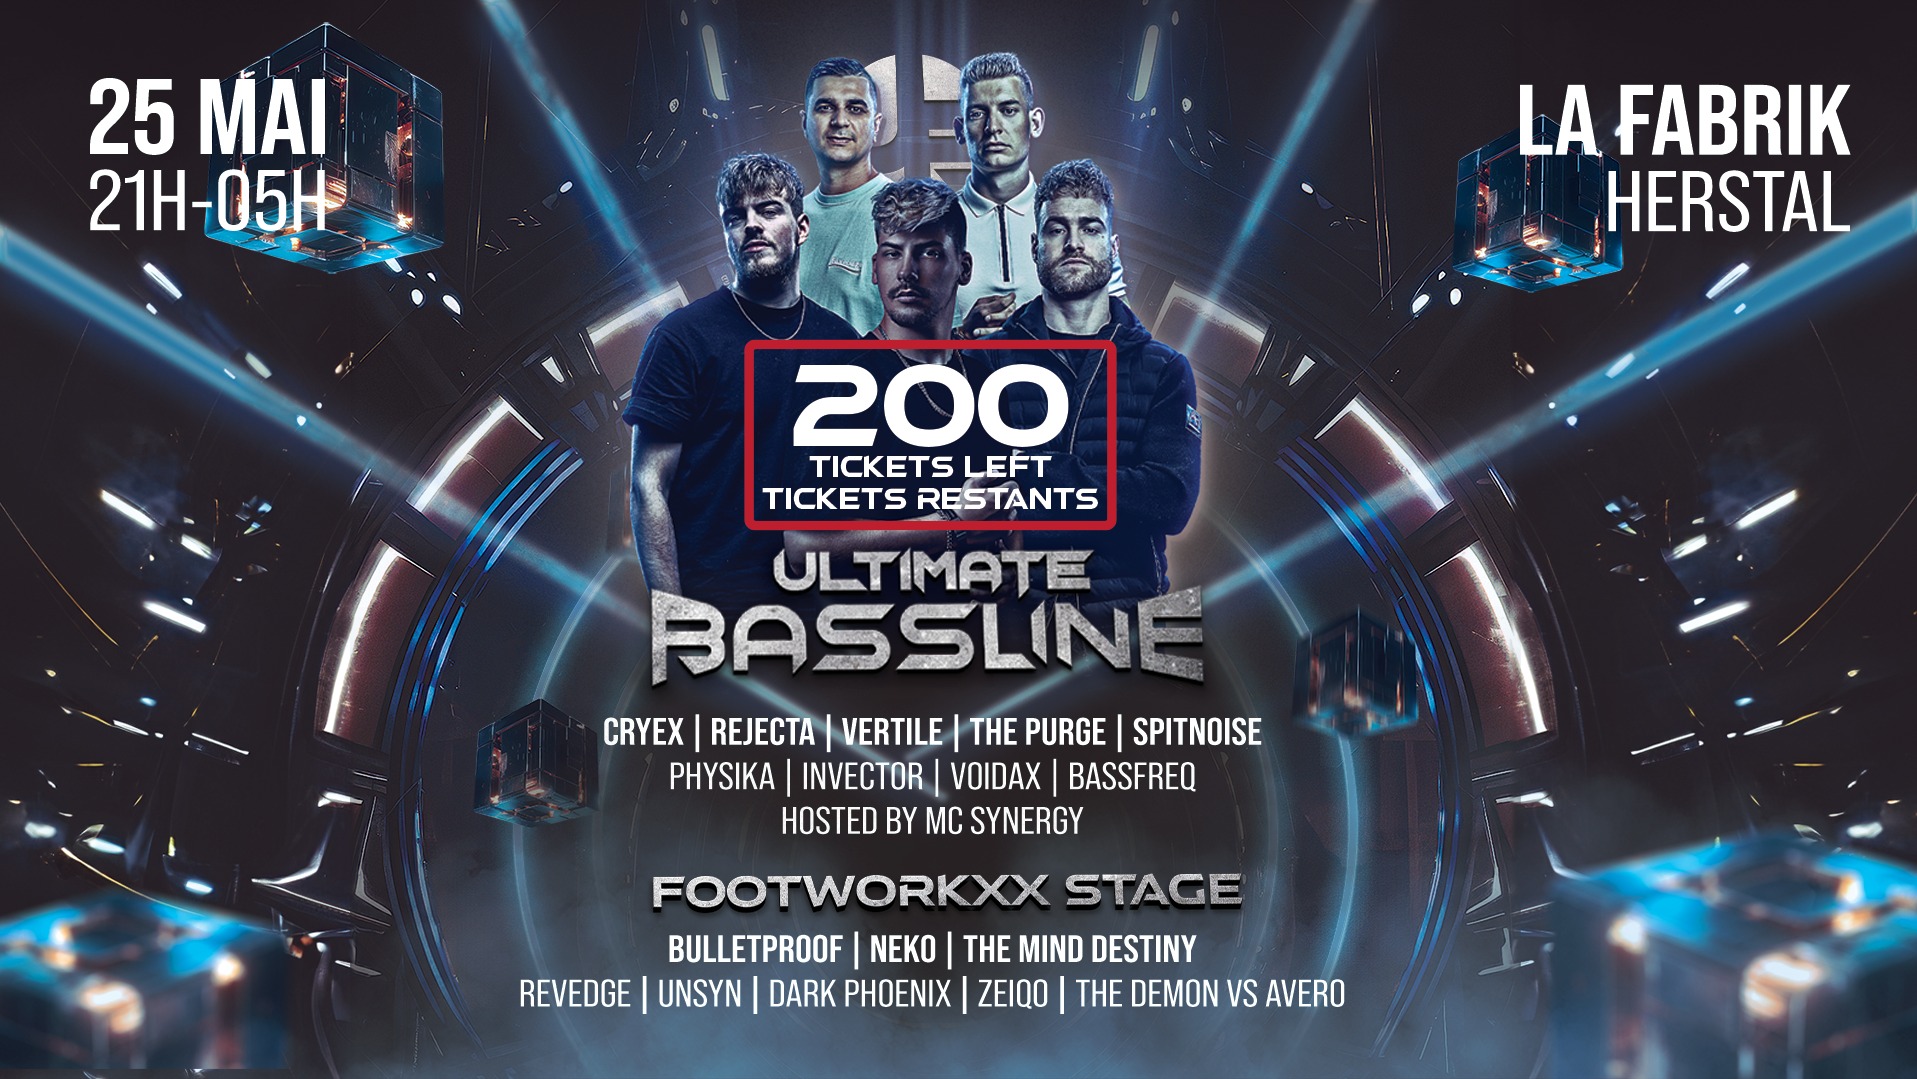 25 MAI
21H-05H
LA FABRIK
HERSTAL
200
TICKETS LEFT
TICKETS RESTANTS
ULTIMATE
BASSLINE
CRYEX | REJECTA | VERTILE | THE PURGE | SPITNOISE
PHYSIKA | INVECTOR | VOIDAX | BASSFREQ
HOSTED BY MC SYNERGY
FOOTWORKXX STAGE
BULLETPROOF | NEKO | THE MIND DESTINY
REVEDGE | UNSYN | DARK PHOENIX | ZEIQO | THE DEMON VS AVERO